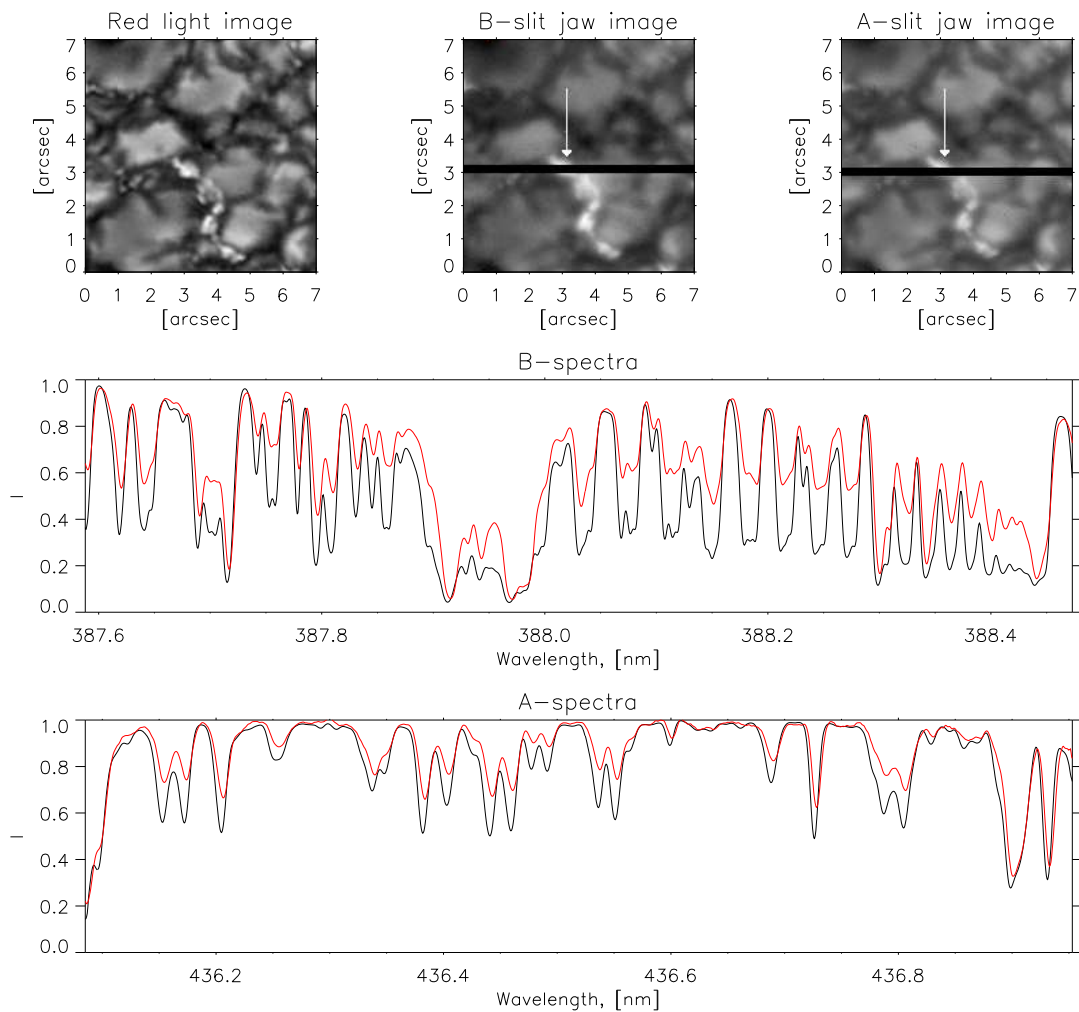 Red light image B-slit jaw image A-slit jaw image
7 7 7
6 6 6
5 5 5
4 4 4
3 3 3
2 2 2
1 1 1
0 0 0
[arcsec] [arcsec] [arcsec]
0 1 2 3 4 5 6 7 0 1 2 3 4 5 6 7 0 1 2 3 4 5 6 7
[arcsec] [arcsec] [arcsec]
B-spectra
1.0
0.8
0.6
0.4
0.2
0.0
I
387.6 387.8 388.0 388.2 388.4
Wavelength, [nm]
A-spectra
1.0
0.8
0.6
0.4
0.2
0.0
I
436.2 436.4 436.6 436.8
Wavelength, [nm]